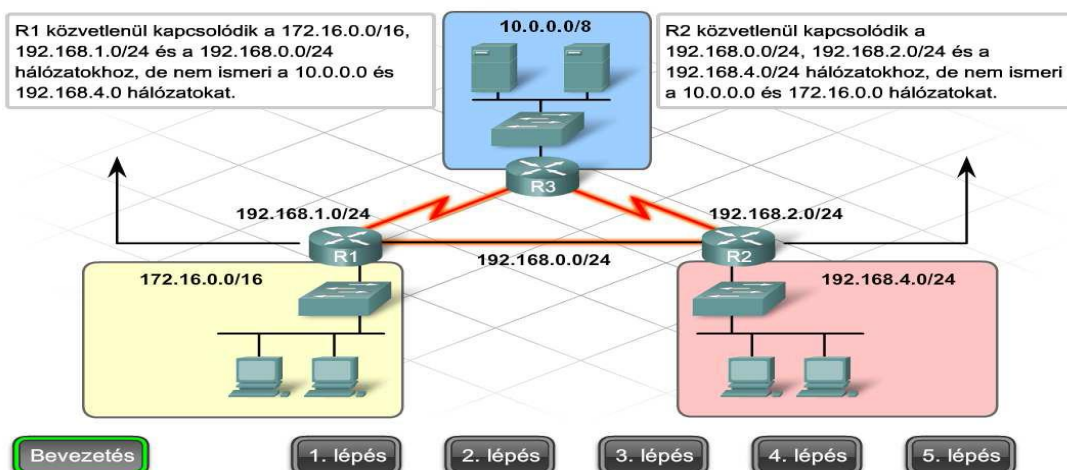 R1 közvetlenül kapcsolódik a 172.16.0.0/16,
192.168.1.0/24 és a 192.168.0.0/24
hálózatokhoz, de nem ismeri a 10.0.0.0 és
192.168.4.0 hálózatokat.
10.0.0.0/8
R2 közvetlenül kapcsolódik a
192.168.0.0/24, 192.168.2.0/24 és a
192.168.4.0/24 hálózatokhoz, de nem ismeri
a 10.0.0.0 és 172.16.0.0 hálózatokat.
R3
192.168.1.0/24
192.168.2.0/24
R1
192.168.0.0/24
R2
172.16.0.0/16
192.168.4.0/24
Bevezetés
1. lépés
2. lépés
3. lépés
4. lépés
5. lépés